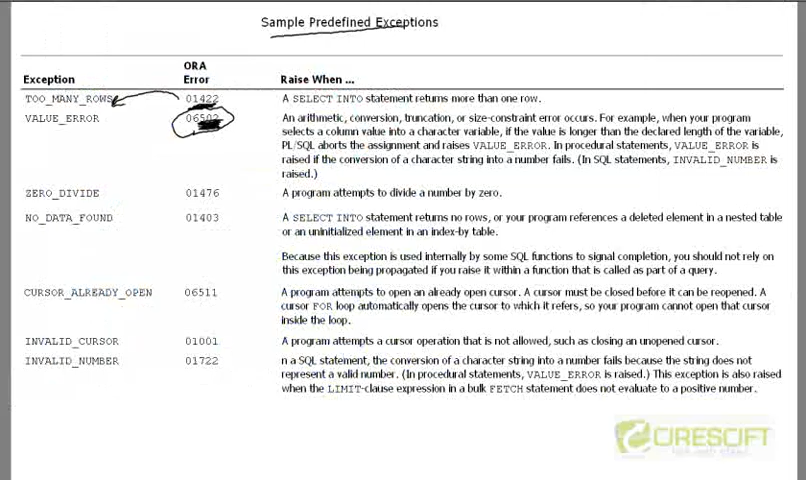 Sample Predefined Exceptions
Exception ORA Error Raise When ...
TOO_MANY_ROWS 01422 A SELECT INTO statement returns more than one row.
VALUE_ERROR 06502 An arithmetic, conversion, truncation, or size-constraint error occurs. For example, when your program
selects a column value into a character variable, if the value is longer than the declared length of the variable,
PL/SQL aborts the assignment and raises VALUE_ERROR. In procedural statements, VALUE_ERROR is
raised if the conversion of a character string into a number fails. (In SQL statements, INVALID_NUMBER is
raised.)
ZERO_DIVIDE 01476 A program attempts to divide a number by zero.
NO_DATA_FOUND 01403 A SELECT INTO statement returns no rows, or your program references a deleted element in a nested table
or an uninitialized element in an index-by table.
Because this exception is used internally by some SQL functions to signal completion, you should not rely on
this exception being propagated if you raise it within a function that is called as part of a query.
CURSOR_ALREADY_OPEN 06511 A program attempts to open an already open cursor. A cursor must be closed before it can be reopened. A
cursor FOR loop automatically opens the cursor to which it refers, so your program cannot open that cursor
inside the loop.
INVALID_CURSOR 01001 A program attempts a cursor operation that is not allowed, such as closing an unopened cursor.
INVALID_NUMBER 01722 n a SQL statement, the conversion of a character string into a number fails because the string does not
represent a valid number. (In procedural statements, VALUE_ERROR is raised.) This exception is also raised
when the LIMIT-clause expression in a bulk FETCH statement does not evaluate to a positive number.